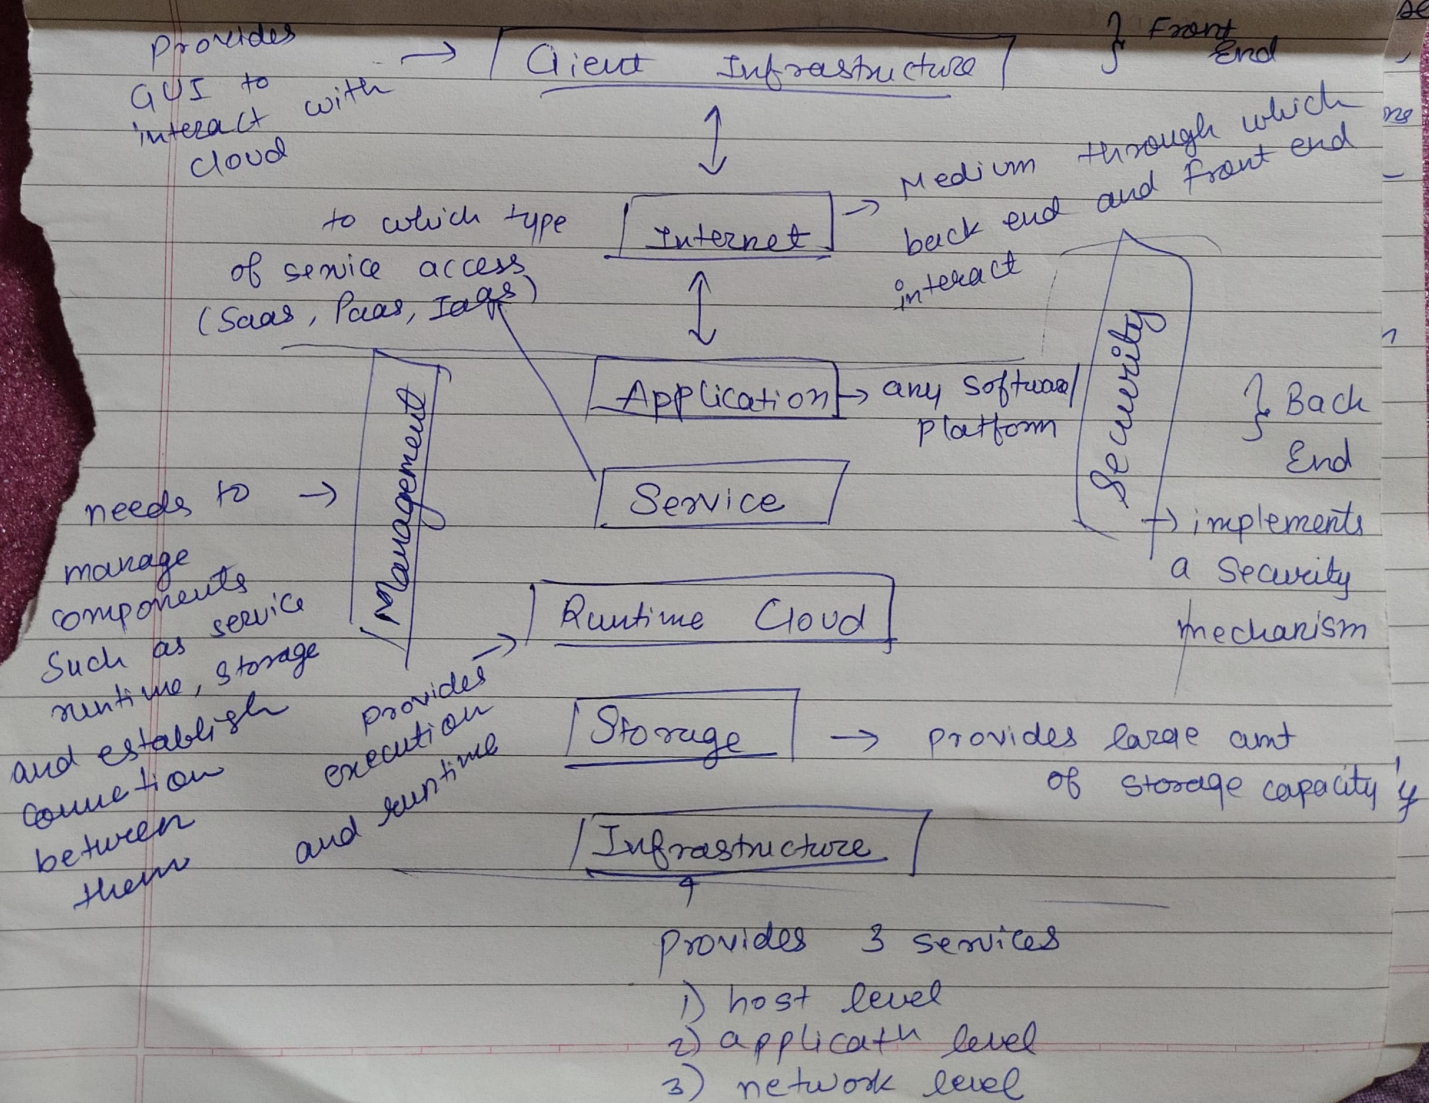 Provides
GUI to
interact with
cloud
→ Client Infrastructure
} Front
End
Internet
→ Medium through which
back end and front end
interact
to which type
of service access
(Saas, Paas, Iaas)
Application → any software/
platform
Security
} Back
End
→ implements
a security
mechanism
Service
Management
needs to →
manage
components
such as service
runtime, storage
and establish
connection
between
them
Runtime Cloud
provides
execution
and runtime
Storage → provides large amt
of storage capacity
Infrastructure
provides 3 services
1) host level
2) applicath level
3) network level